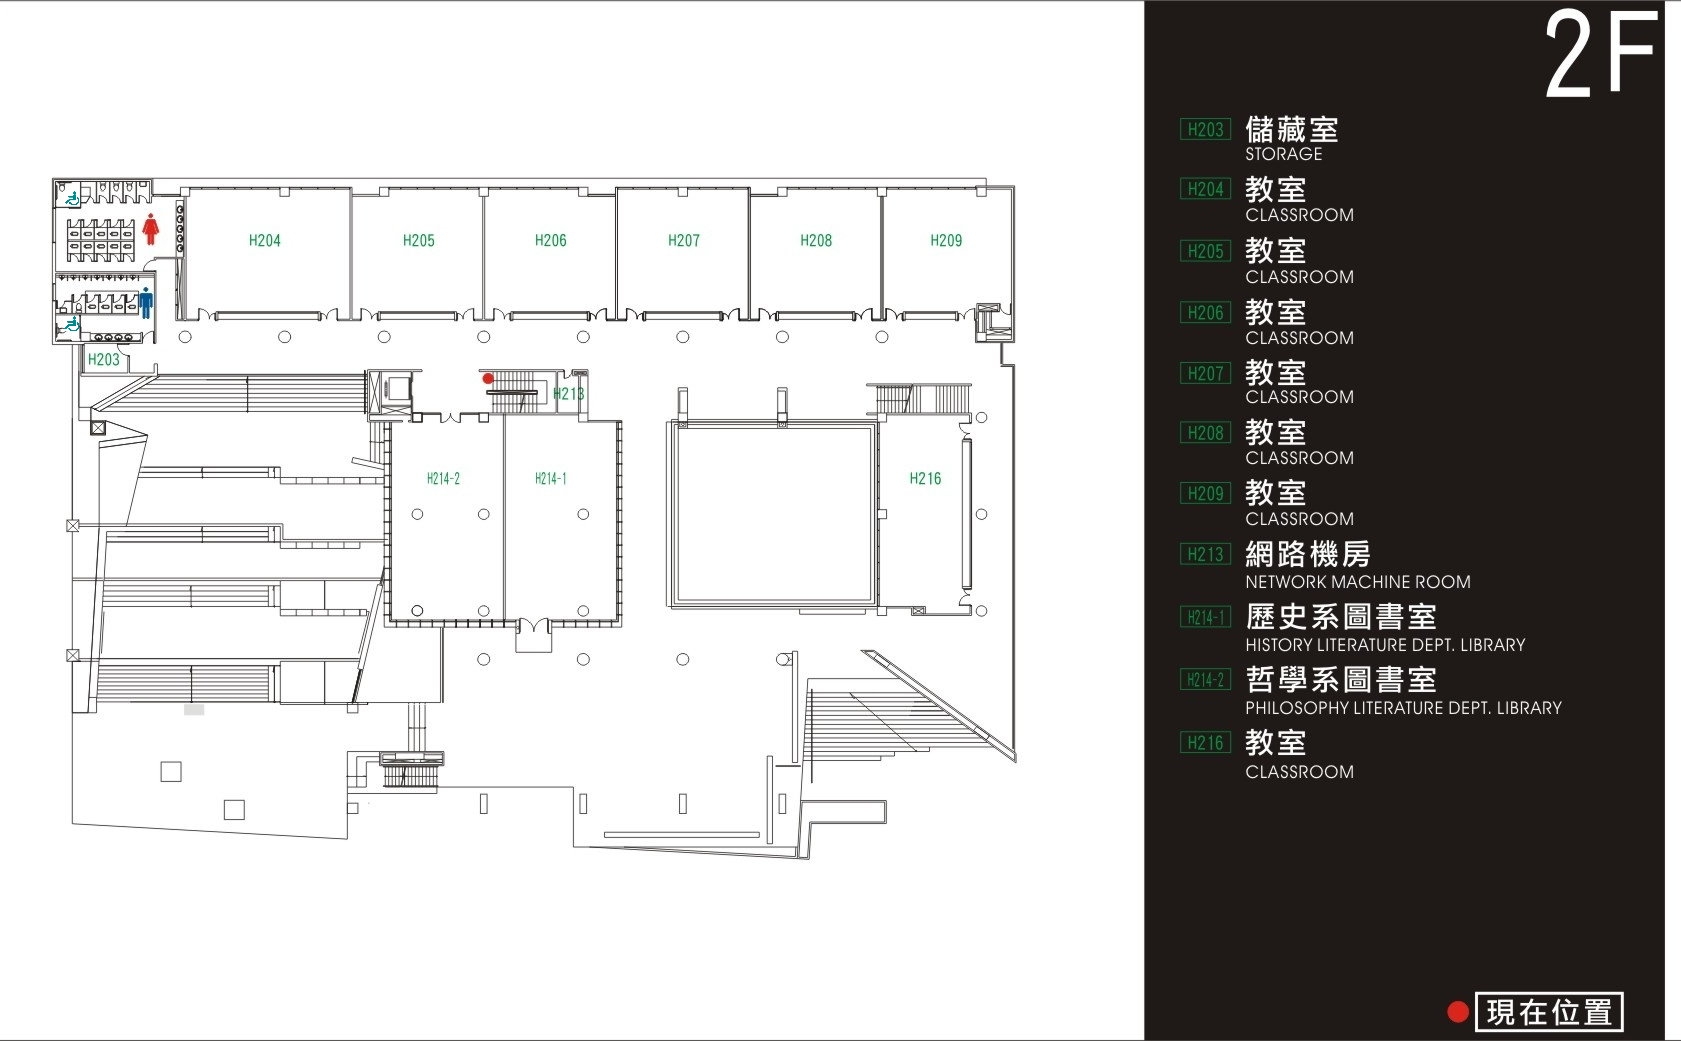 2F
H204
H205
H206
H207
H208
H209
H203
H213
H214-2
H214-1
H216
H203 儲藏室
STORAGE
H204 教室
CLASSROOM
H205 教室
CLASSROOM
H206 教室
CLASSROOM
H207 教室
CLASSROOM
H208 教室
CLASSROOM
H209 教室
CLASSROOM
H213 網路機房
NETWORK MACHINE ROOM
H214-1 歷史系圖書室
HISTORY LITERATURE DEPT. LIBRARY
H214-2 哲學系圖書室
PHILOSOPHY LITERATURE DEPT. LIBRARY
H216 教室
CLASSROOM
現在位置